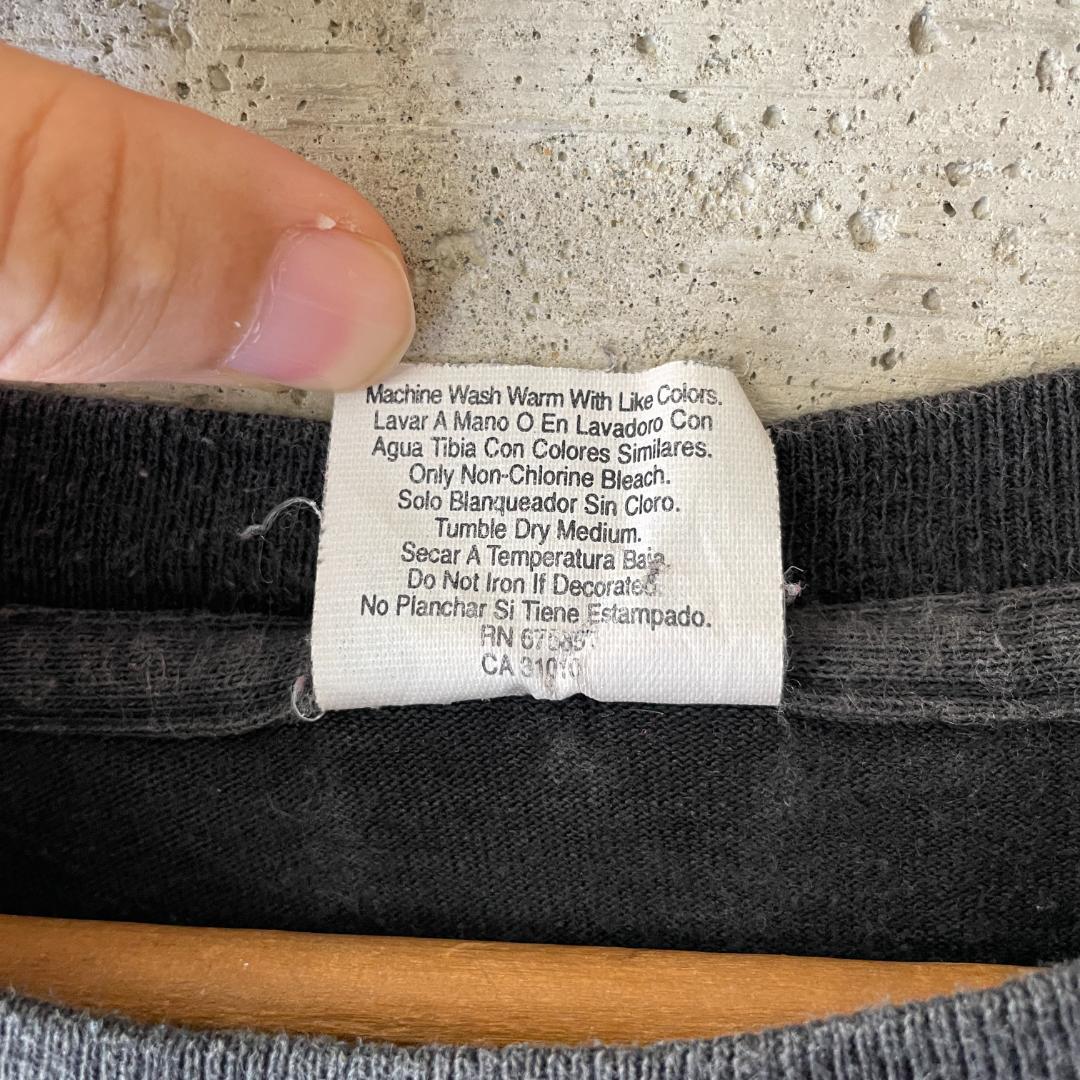 Machine Wash Warm With Like Colors.
Lavar A Mano O En Lavadoro Con
Agua Tibia Con Colores Similares.
Only Non-Chlorine Bleach.
Solo Blanqueador Sin Cloro.
Tumble Dry Medium.
Secar A Temperatura Baja
Do Not Iron If Decorated.
No Planchar Si Tiene Estampado.
RN
CA